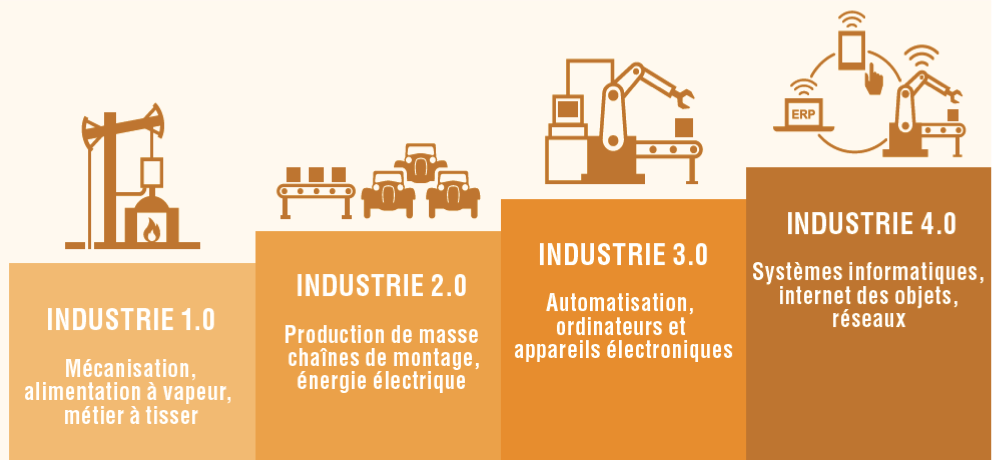 INDUSTRIE 1.0
Mécanisation,
alimentation à vapeur,
métier à tisser
INDUSTRIE 2.0
Production de masse
chaînes de montage,
énergie électrique
INDUSTRIE 3.0
Automatisation,
ordinateurs et
appareils électroniques
ERP
INDUSTRIE 4.0
Systèmes informatiques,
internet des objets,
réseaux